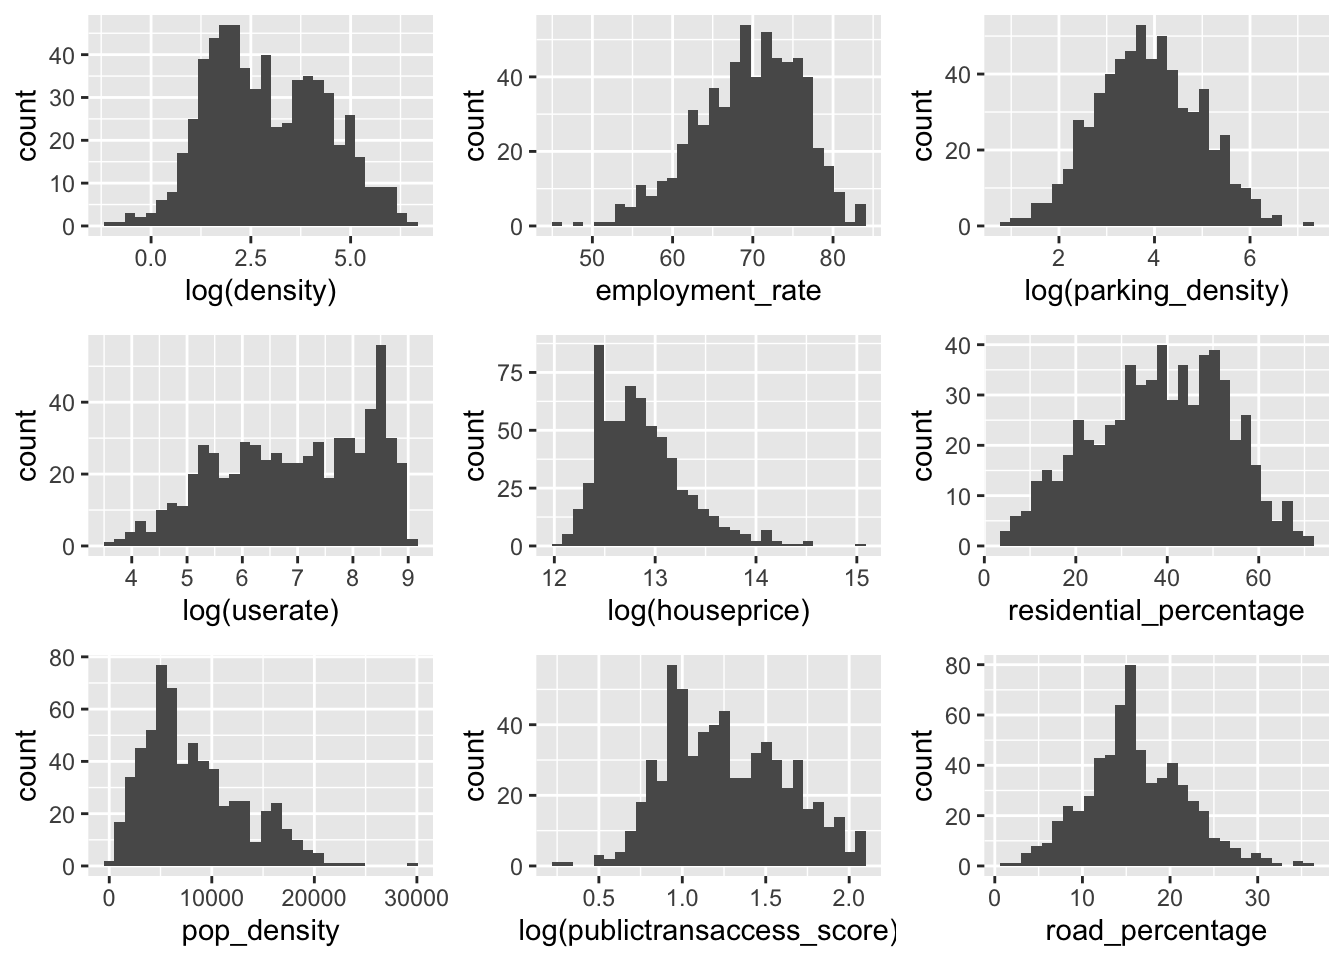 count
40
30
20
10
0
0.0 2.5 5.0
log(density)
count
40
20
0
50 60 70 80
employment_rate
count
40
20
0
2 4 6
log(parking_density)
count
40
20
0
4 5 6 7 8 9
log(userate)
count
75
50
25
0
12 13 14 15
log(houseprice)
count
40
30
20
10
0
0 20 40 60
residential_percentage
count
80
60
40
20
0
0 10000 20000 30000
pop_density
count
40
20
0
0.5 1.0 1.5 2.0
log(publictransaccess_score)
count
80
60
40
20
0
0 10 20 30
road_percentage